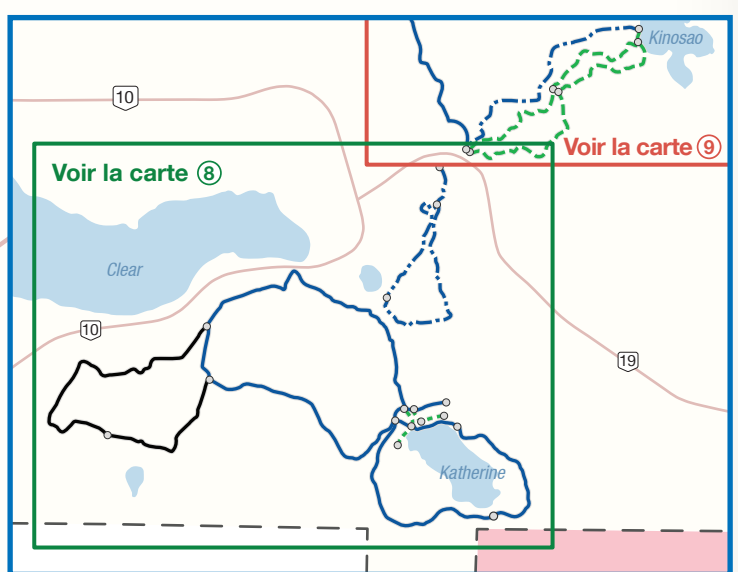 Kinosao
10
Voir la carte 9
Voir la carte 8
Clear
10
19
Katherine